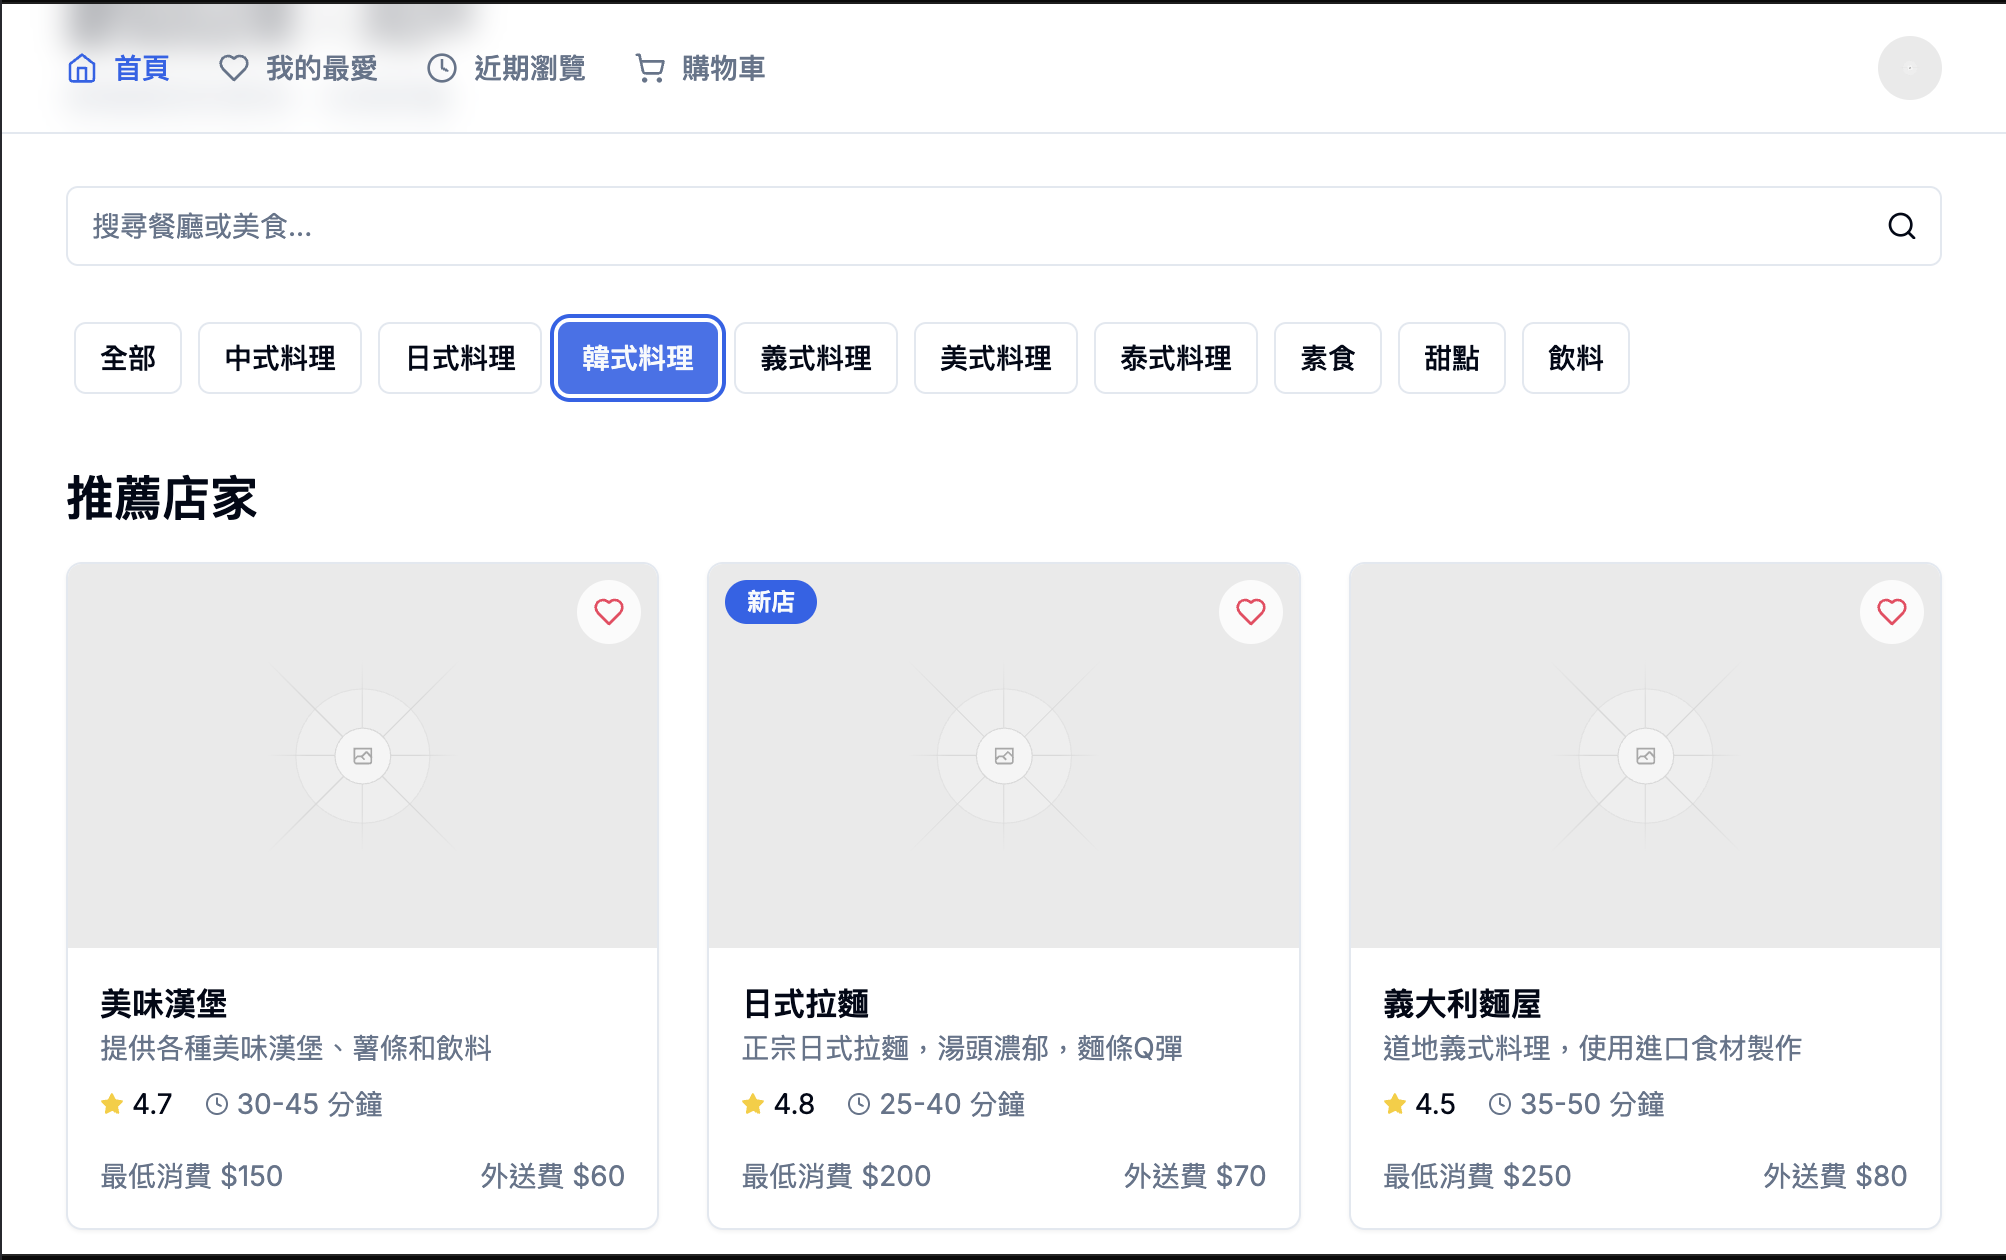 首頁 我的最愛 近期瀏覽 購物車
搜尋餐廳或美食...
全部 中式料理 日式料理 韓式料理 義式料理 美式料理 泰式料理 素食 甜點 飲料
推薦店家
美味漢堡
提供各種美味漢堡、薯條和飲料
4.7 30-45 分鐘
最低消費 $150 外送費 $60
新店
日式拉麵
正宗日式拉麵，湯頭濃郁，麵條Q彈
4.8 25-40 分鐘
最低消費 $200 外送費 $70
義大利麵屋
道地義式料理，使用進口食材製作
4.5 35-50 分鐘
最低消費 $250 外送費 $80